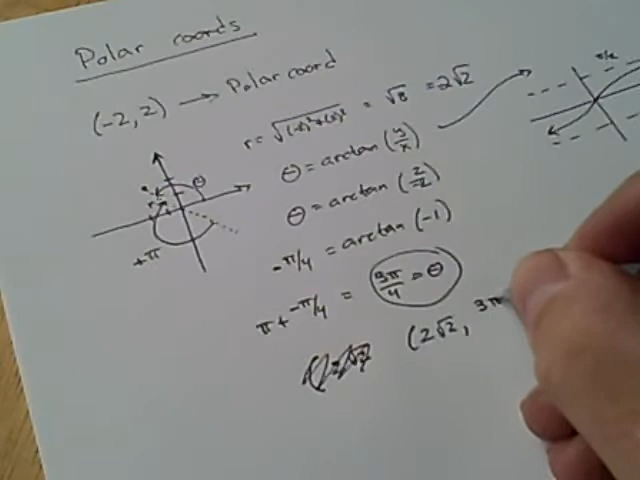 Polar coords
(-2, 2) → Polar coord
r = √(-2)²+(2)² = √8 = 2√2
θ = arctan (y/x)
θ = arctan (2/-2)
-π/4 = arctan (-1)
π + -π/4 = 3π/4 = θ
(2√2, 3π
θ
r
+π
π/2